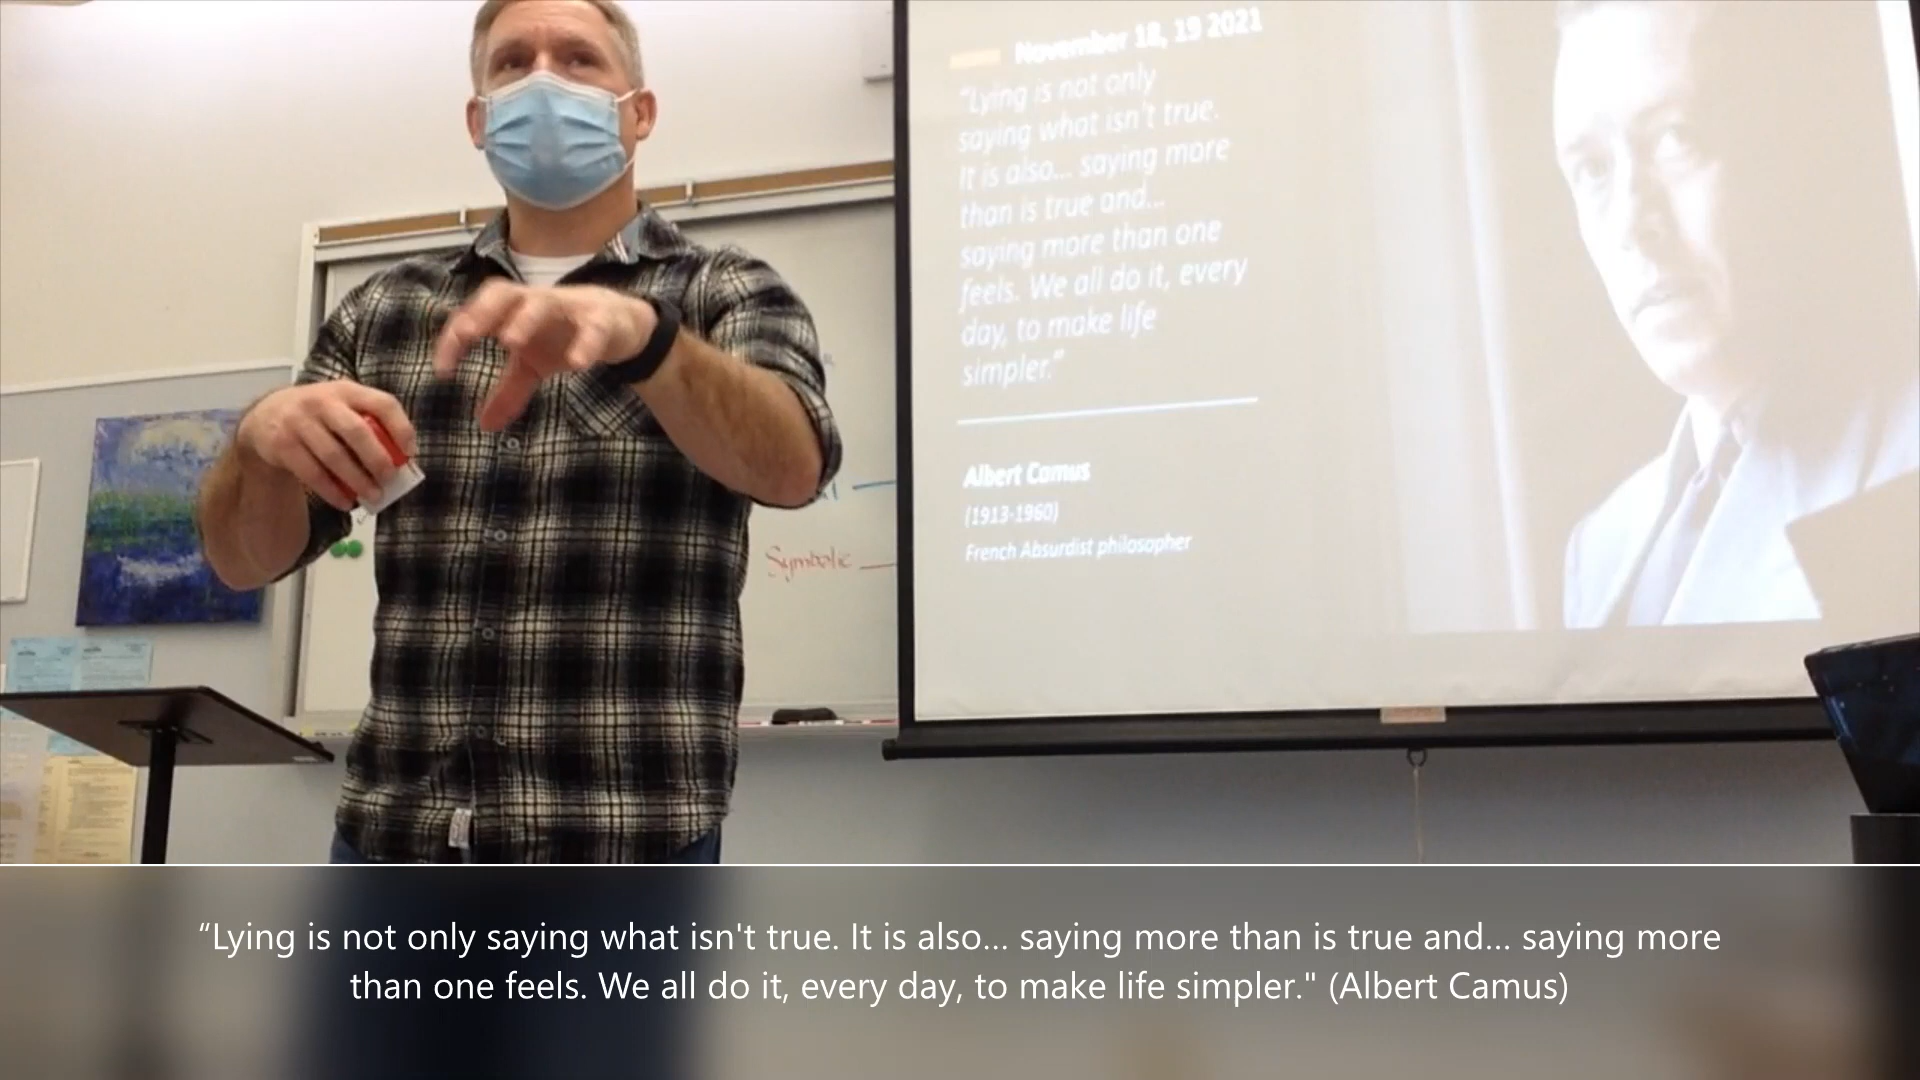 November 18, 19 2021
“Lying is not only
saying what isn't true.
It is also... saying more
than is true and...
saying more than one
feels. We all do it, every
day, to make life
simpler.”
Albert Camus
(1913-1960)
French Absurdist philosopher
Symbolic
“Lying is not only saying what isn't true. It is also... saying more than is true and... saying more
than one feels. We all do it, every day, to make life simpler." (Albert Camus)